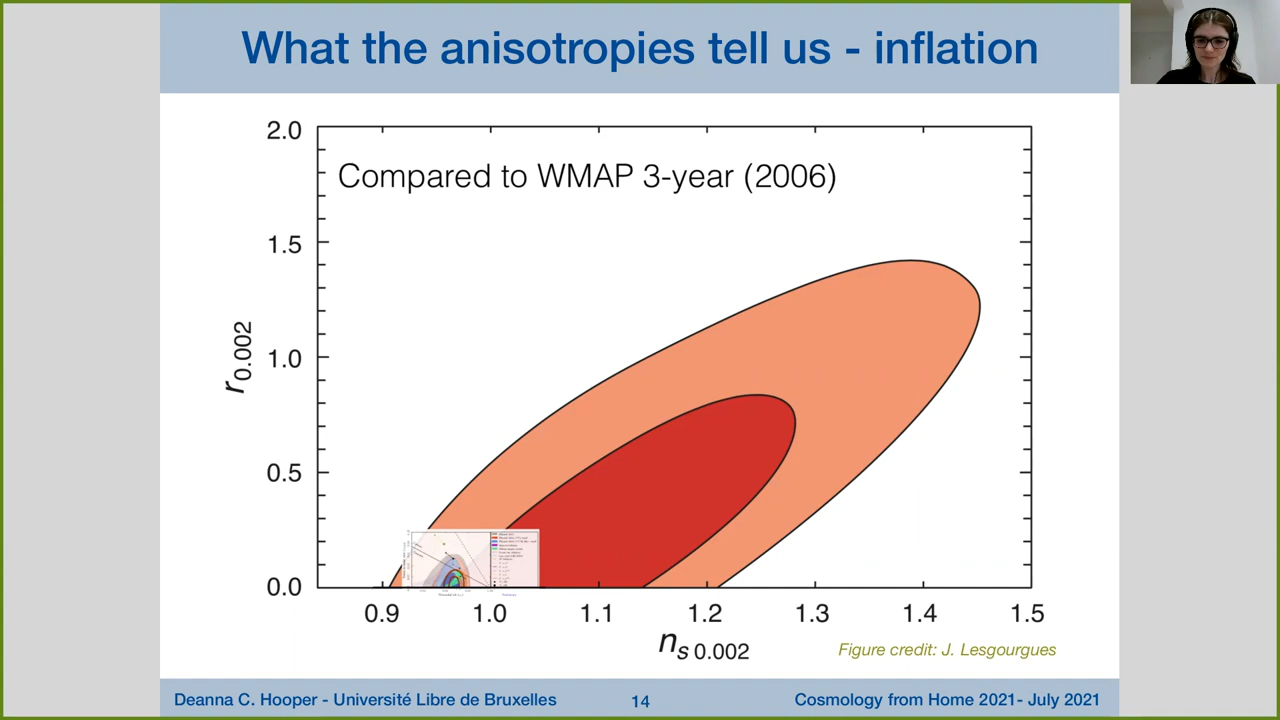 What the anisotropies tell us - inflation
Compared to WMAP 3-year (2006)
2.0
1.5
1.0
0.5
0.0
r0.002
0.9
1.0
1.1
1.2
1.3
1.4
1.5
ns 0.002
Figure credit: J. Lesgourgues
Deanna C. Hooper - Université Libre de Bruxelles
14
Cosmology from Home 2021- July 2021